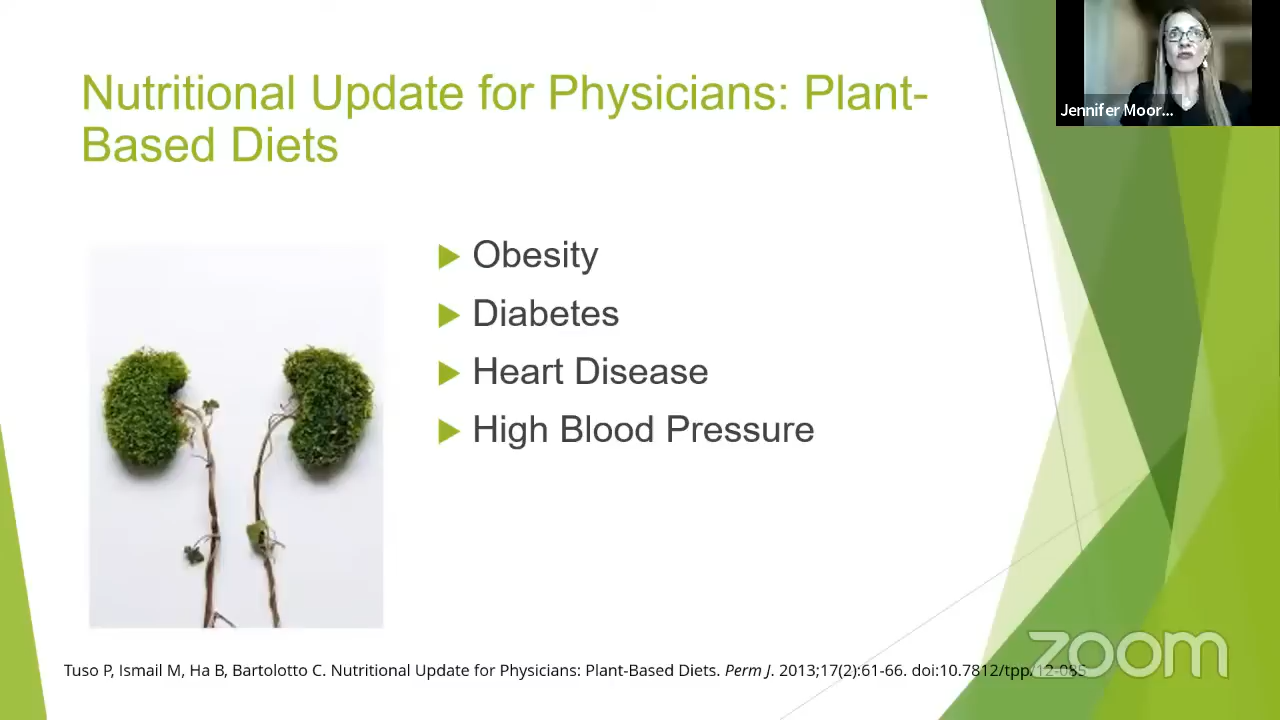 Nutritional Update for Physicians: Plant-
Based Diets
Jennifer Moor...
Obesity
Diabetes
Heart Disease
High Blood Pressure
Tuso P, Ismail M, Ha B, Bartolotto C. Nutritional Update for Physicians: Plant-Based Diets. Perm J. 2013;17(2):61-66. doi:10.7812/tpp/12-085
zoom